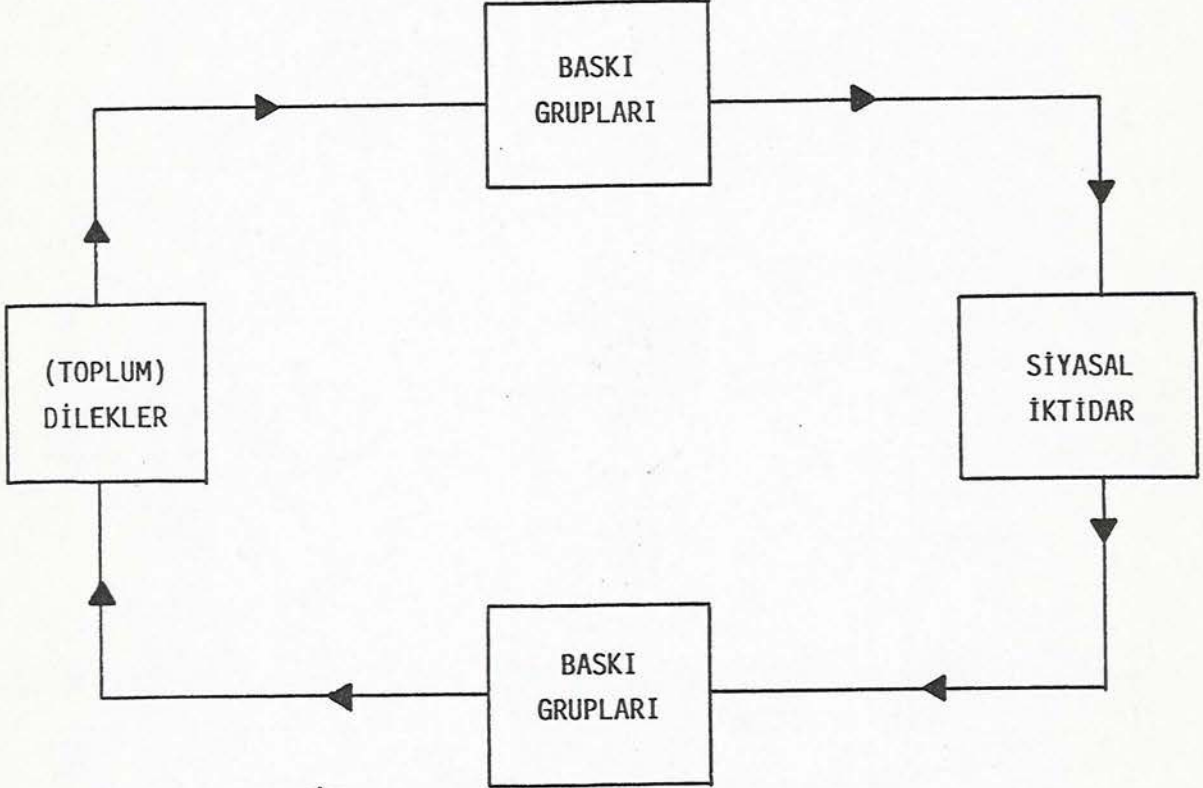 BASKI
GRUPLARI
(TOPLUM)
DİLEKLER
SİYASAL
İKTİDAR
BASKI
GRUPLARI